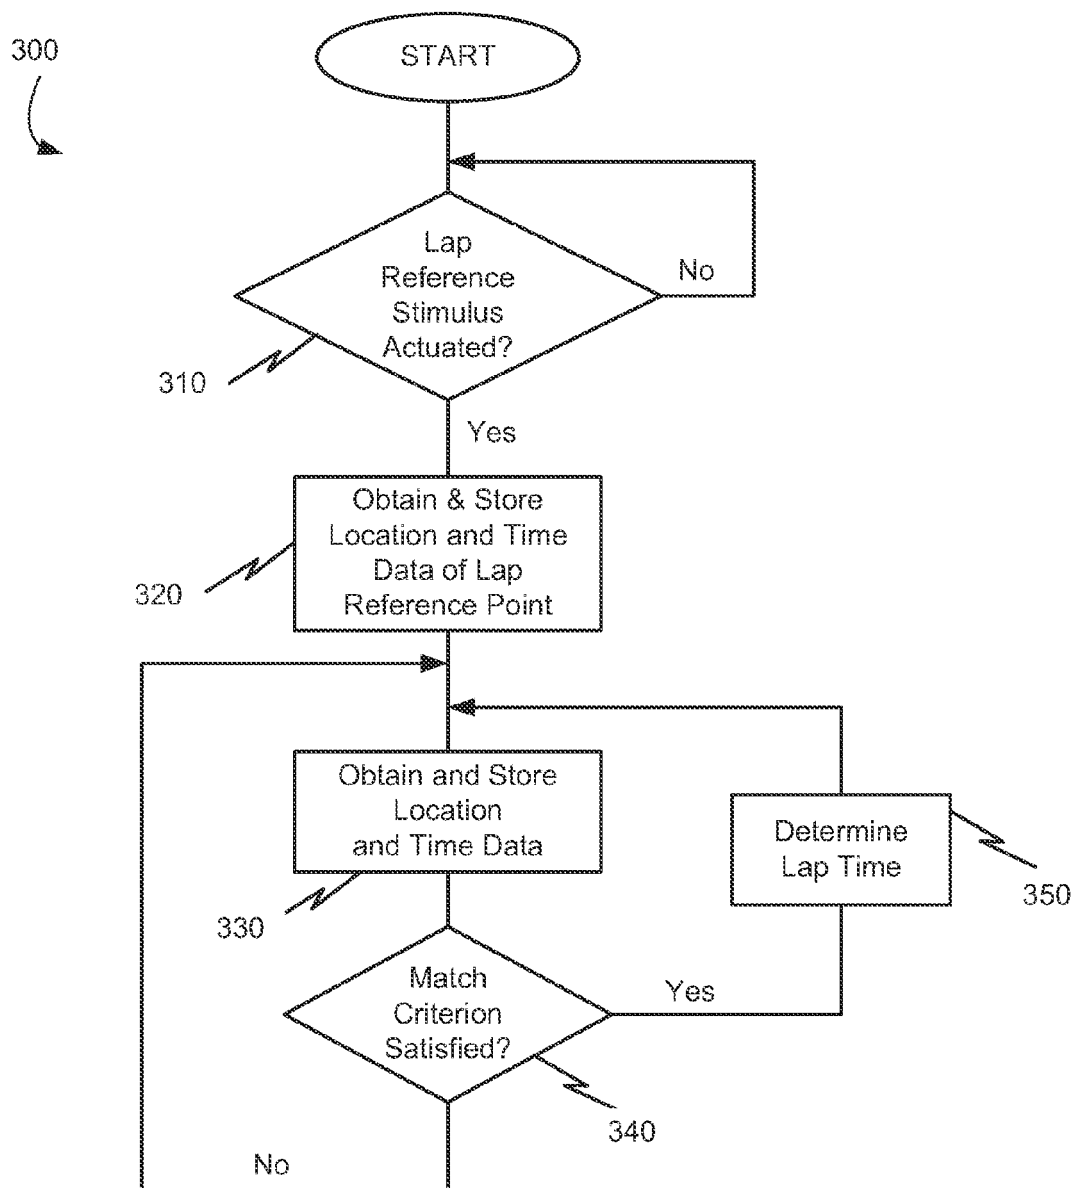 300
START
Lap
Reference
Stimulus
Actuated?
No
310
Yes
Obtain & Store
Location and Time
Data of Lap
Reference Point
320
Obtain and Store
Location
and Time Data
330
Determine
Lap Time
350
Match
Criterion
Satisfied?
Yes
340
No